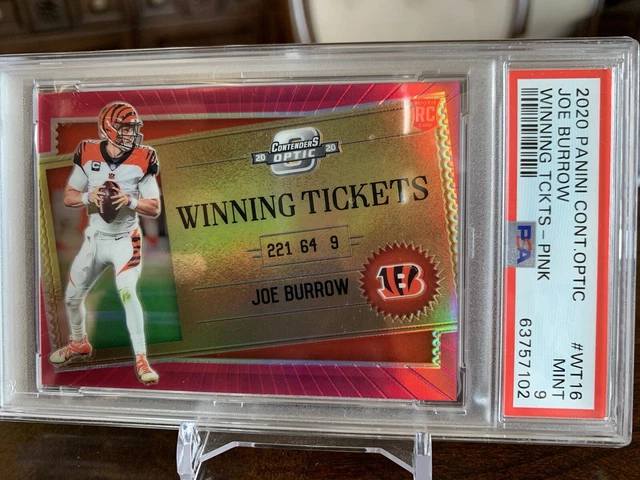 CONTENDERS
20 OPTIC 20
WINNING TICKETS
221 64 9
JOE BURROW
B
ROOKIE
RC
2020 PANINI CONT.OPTIC #WT16
JOE BURROW MINT
WINNING TCKTS-PINK 9
PSA 63757102